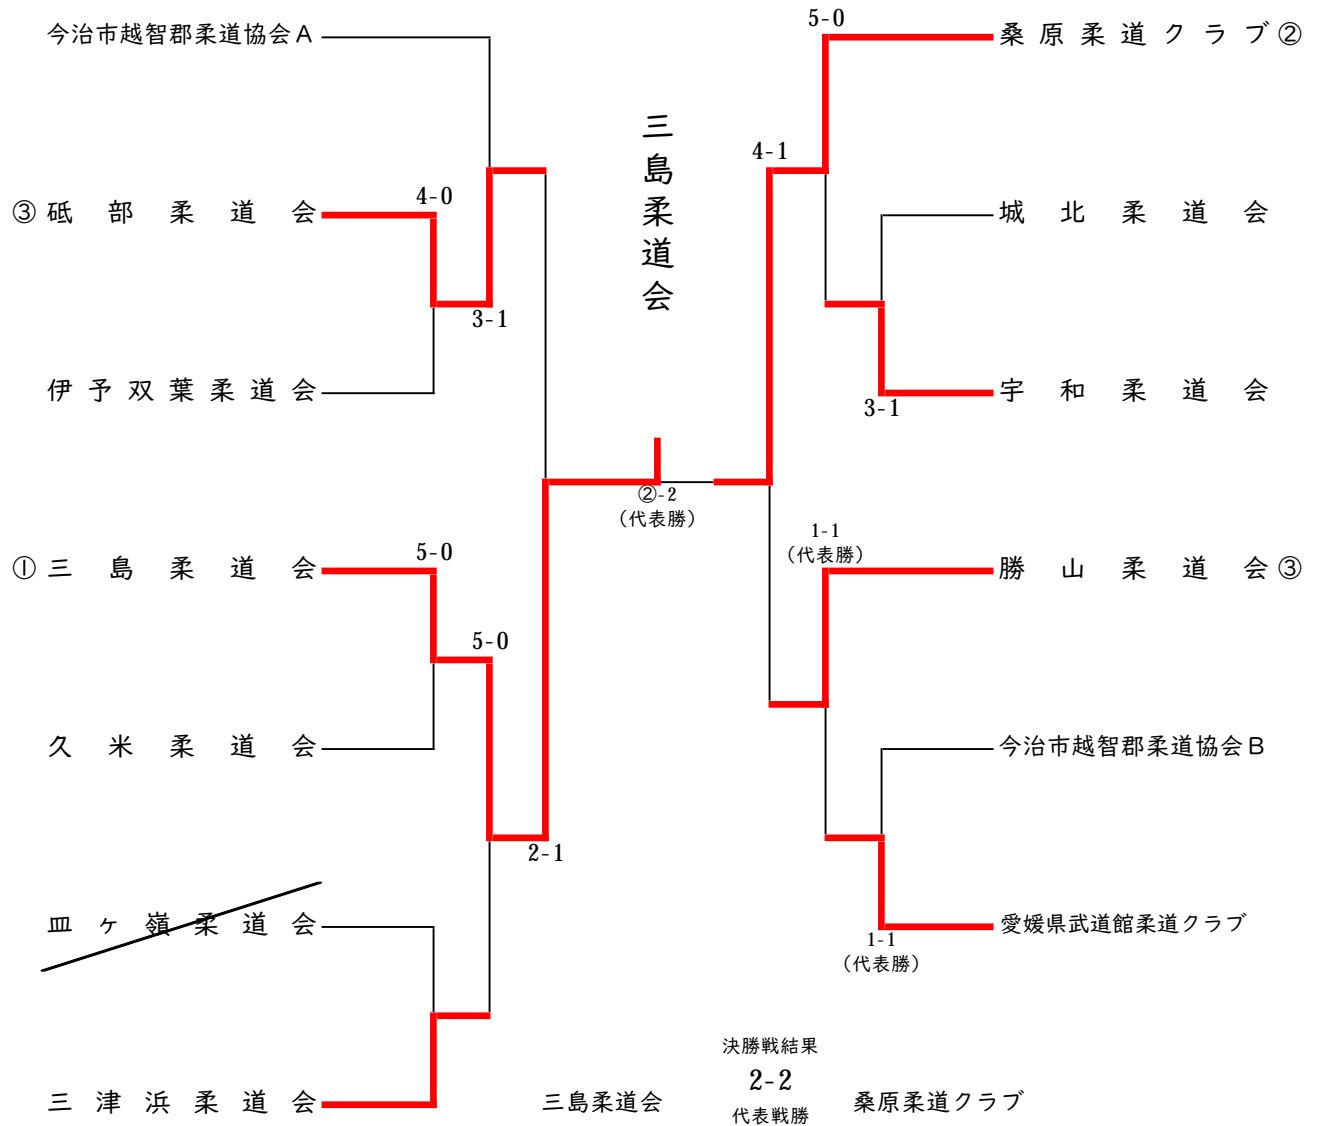 今治市越智郡柔道協会A
5-0
桑原柔道クラブ②
三島柔道会
4-1
③砥部柔道会
4-0
城北柔道会
3-1
伊予双葉柔道会
宇和柔道会
3-1
②-2
(代表勝)
1-1
(代表勝)
①三島柔道会
5-0
勝山柔道会③
5-0
久米柔道会
今治市越智郡柔道協会B
2-1
皿ヶ嶺柔道会
愛媛県武道館柔道クラブ
1-1
(代表勝)
決勝戦結果
2-2
三津浜柔道会
三島柔道会
桑原柔道クラブ
代表戦勝